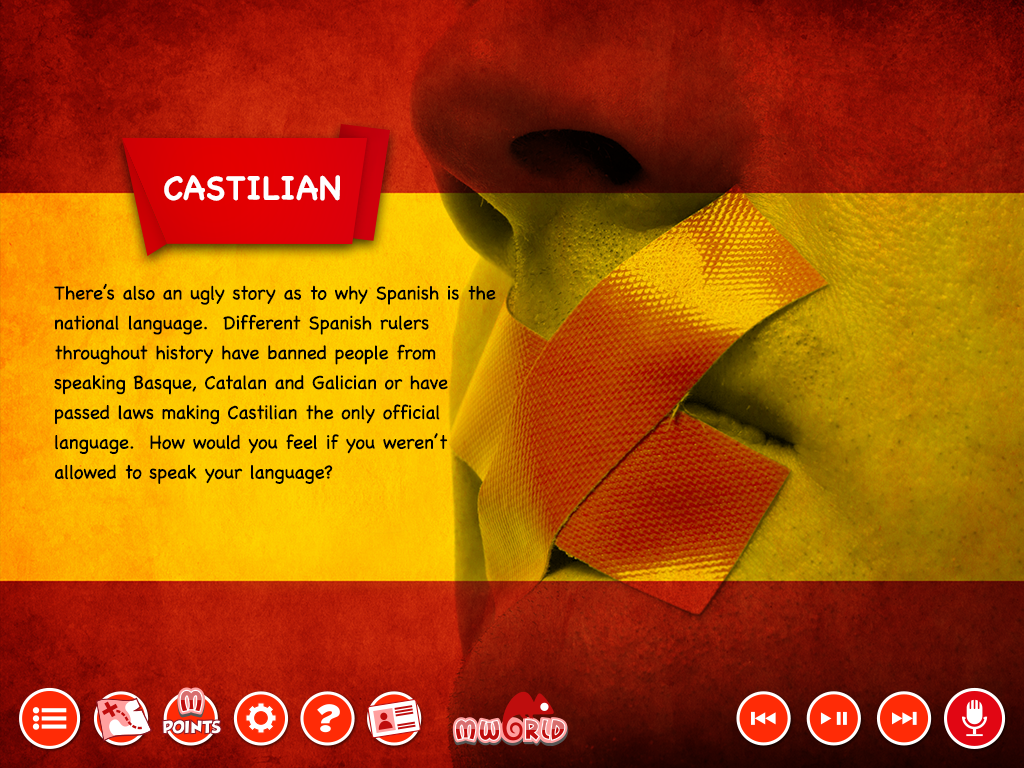 CASTILIAN
There's also an ugly story as to why Spanish is the
national language.  Different Spanish rulers
throughout history have banned people from
speaking Basque, Catalan and Galician or have
passed laws making Castilian the only official
language.  How would you feel if you weren't
allowed to speak your language?
M
POINTS
?
MWORLD